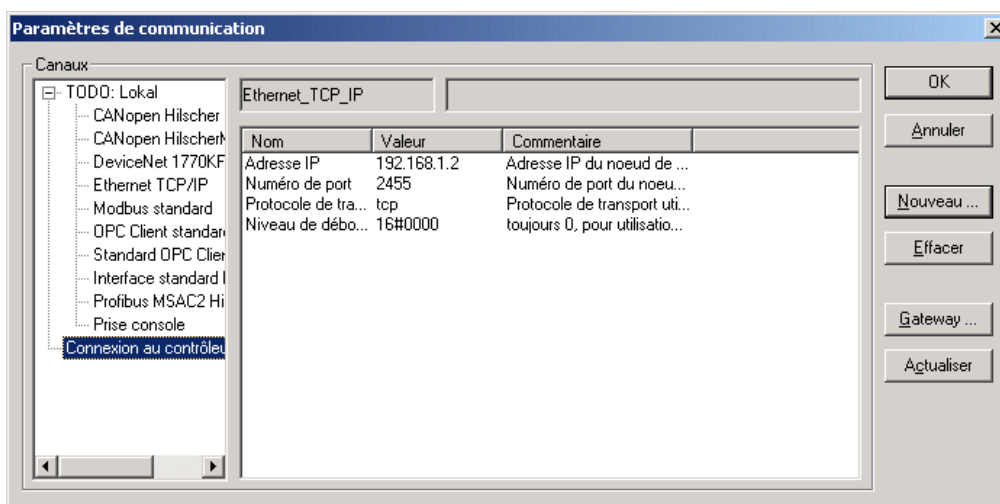 Paramètres de communication
Canaux
TODO: Lokal
CANopen Hilscher
CANopen Hilscher
DeviceNet 1770KF
Ethernet TCP/IP
Modbus standard
OPC Client standar
Standard OPC Clier
Interface standard
Profibus MSAC2 Hi
Prise console
Connexion au contrôleu
Ethernet_TCP_IP
Nom Valeur Commentaire
Adresse IP 192.168.1.2 Adresse IP du noeud de ...
Numéro de port 2455 Numéro de port du noeu...
Protocole de tra... tcp Protocole de transport uti...
Niveau de débo... 16#0000 toujours 0, pour utilisatio...
OK
Annuler
Nouveau ...
Effacer
Gateway ...
Actualiser